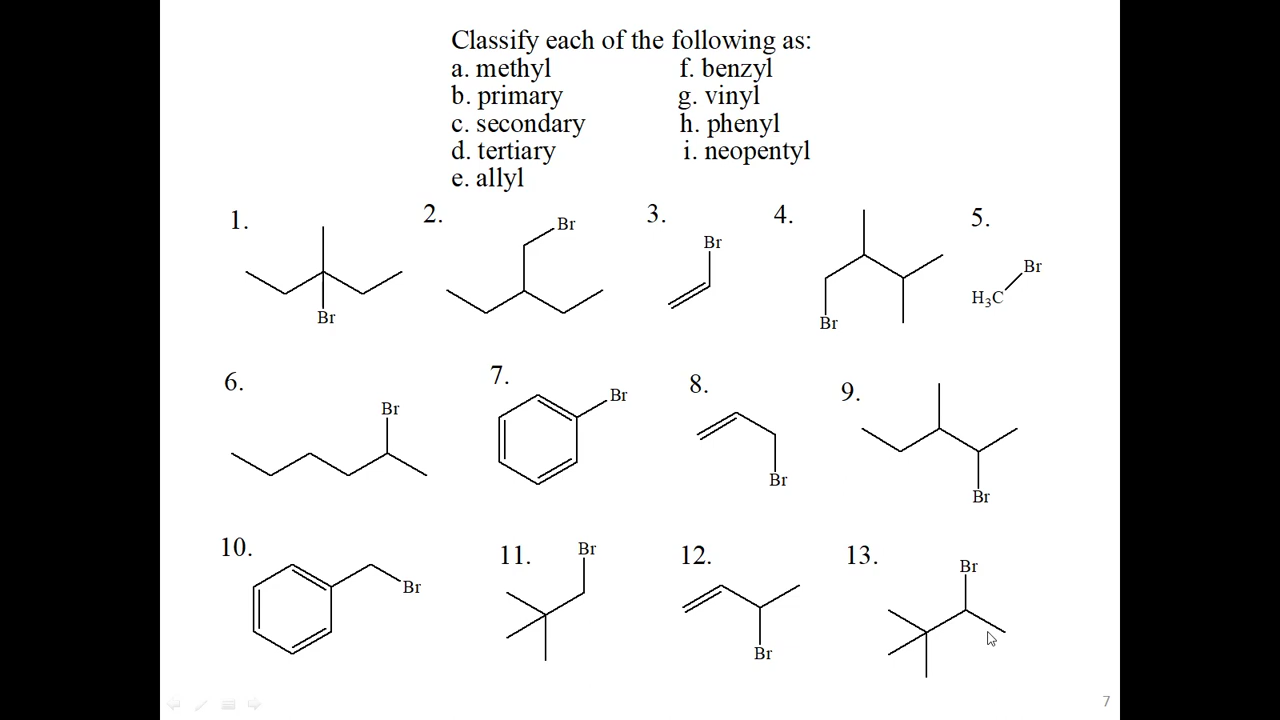 Classify each of the following as:
a. methyl
b. primary
c. secondary
d. tertiary
e. allyl
f. benzyl
g. vinyl
h. phenyl
i. neopentyl
1.
Br
2.
Br
3.
Br
4.
Br
5.
Br
H3C
6.
Br
7.
Br
8.
Br
9.
Br
10.
Br
11.
Br
12.
Br
13.
Br
7